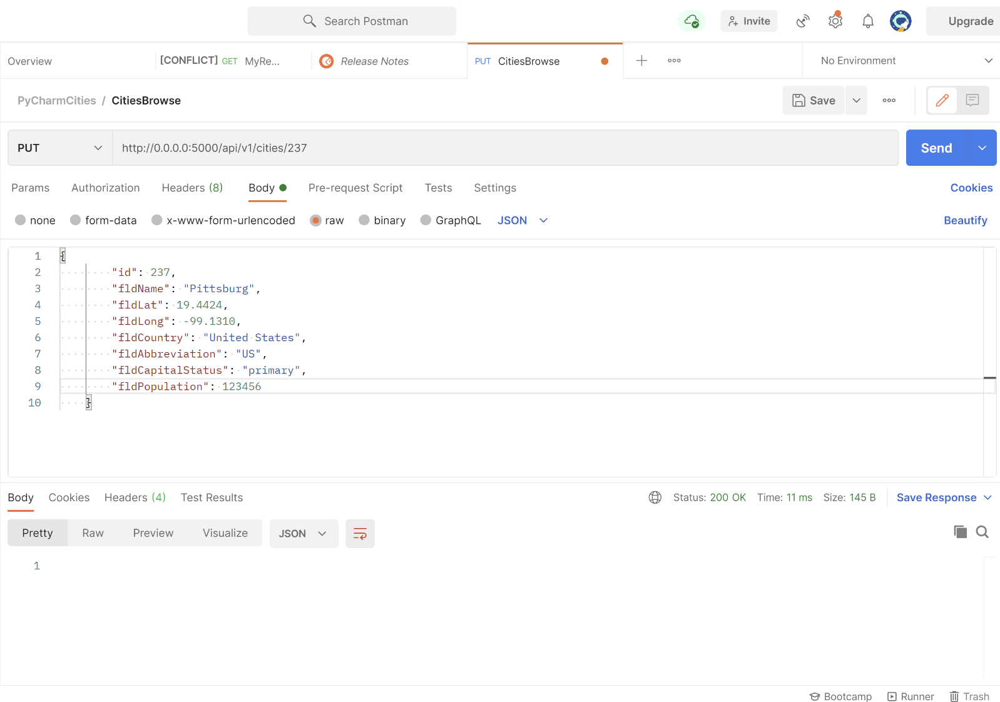 Search Postman
Invite
Upgrade
Overview
[CONFLICT] GET MyRe...
Release Notes
PUT CitiesBrowse
No Environment
PyCharmCities / CitiesBrowse
Save
PUT
http://0.0.0.0:5000/api/v1/cities/237
Send
Params Authorization Headers (8) Body Pre-request Script Tests Settings Cookies
none form-data x-www-form-urlencoded raw binary GraphQL JSON Beautify
1 {
2 "id": 237,
3 "fldName": "Pittsburg",
4 "fldLat": 19.4424,
5 "fldLong": -99.1310,
6 "fldCountry": "United States",
7 "fldAbbreviation": "US",
8 "fldCapitalStatus": "primary",
9 "fldPopulation": 123456
10 }
Body Cookies Headers (4) Test Results Status: 200 OK Time: 11 ms Size: 145 B Save Response
Pretty Raw Preview Visualize JSON
1
Bootcamp Runner Trash